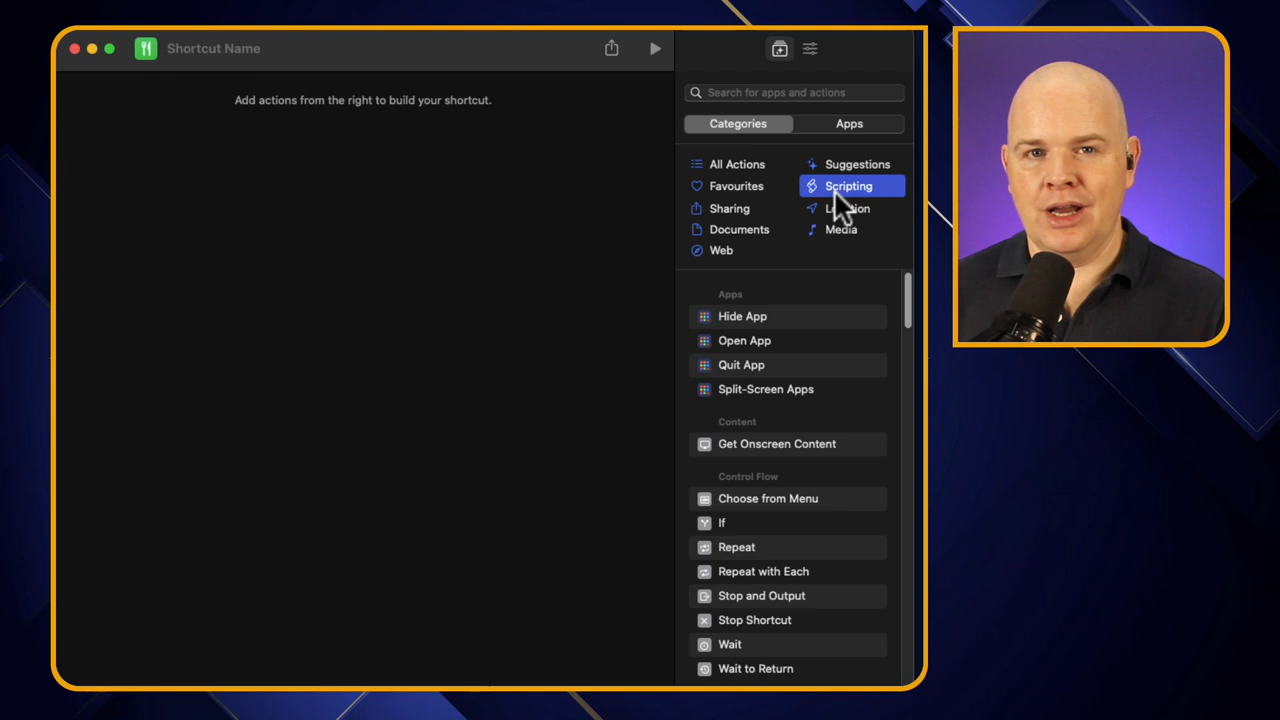 Shortcut Name
Add actions from the right to build your shortcut.
Search for apps and actions
Categories
Apps
All Actions
Suggestions
Favourites
Scripting
Sharing
Location
Documents
Media
Web
Apps
Hide App
Open App
Quit App
Split-Screen Apps
Content
Get Onscreen Content
Control Flow
Choose from Menu
If
Repeat
Repeat with Each
Stop and Output
Stop Shortcut
Wait
Wait to Return